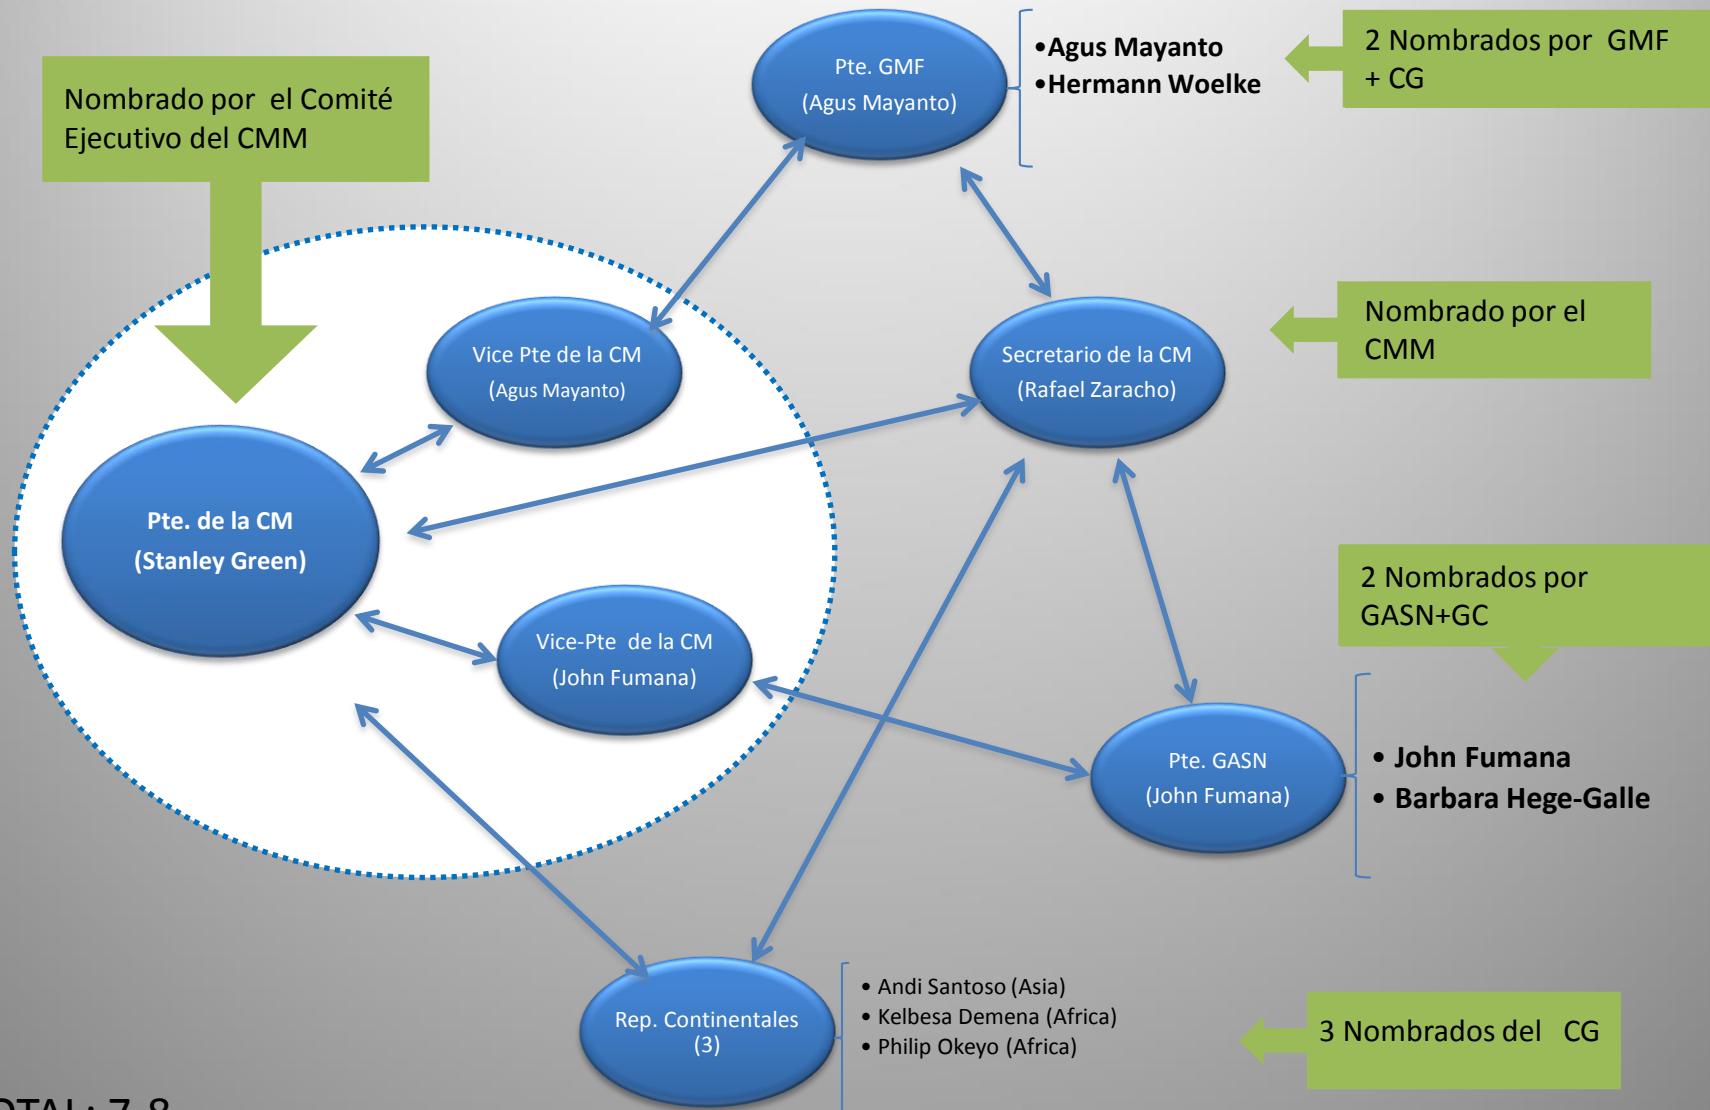 Nombrado por el Comité
Ejecutivo del CMM
Pte. GMF
(Agus Mayanto)
•Agus Mayanto
•Hermann Woelke
2 Nombrados por GMF
+ CG
Vice Pte de la CM
(Agus Mayanto)
Secretario de la CM
(Rafael Zaracho)
Nombrado por el
CMM
Pte. de la CM
(Stanley Green)
Vice-Pte de la CM
(John Fumana)
2 Nombrados por
GASN+GC
Pte. GASN
(John Fumana)
• John Fumana
• Barbara Hege-Galle
Rep. Continentales
(3)
• Andi Santoso (Asia)
• Kelbesa Demena (Africa)
• Philip Okeyo (Africa)
3 Nombrados del CG